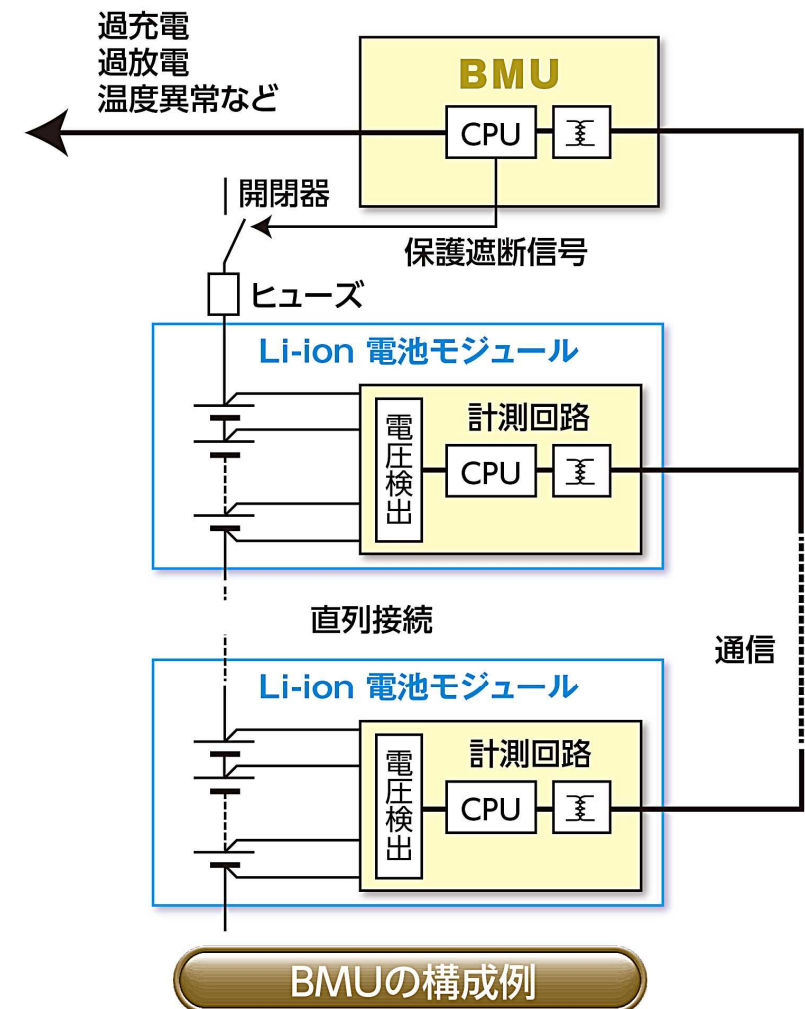 過充電
過放電
温度異常など
BMU
CPU
開閉器
保護遮断信号
ヒューズ
Li-ion 電池モジュール
計測回路
電圧検出
CPU
直列接続
通信
Li-ion 電池モジュール
計測回路
電圧検出
CPU
BMUの構成例